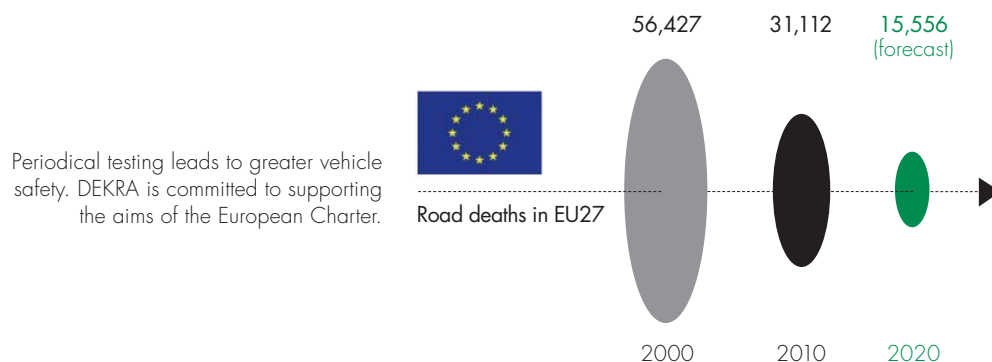 56,427
31,112
15,556
(forecast)
Periodical testing leads to greater vehicle
safety. DEKRA is committed to supporting
the aims of the European Charter.
Road deaths in EU27
2000
2010
2020